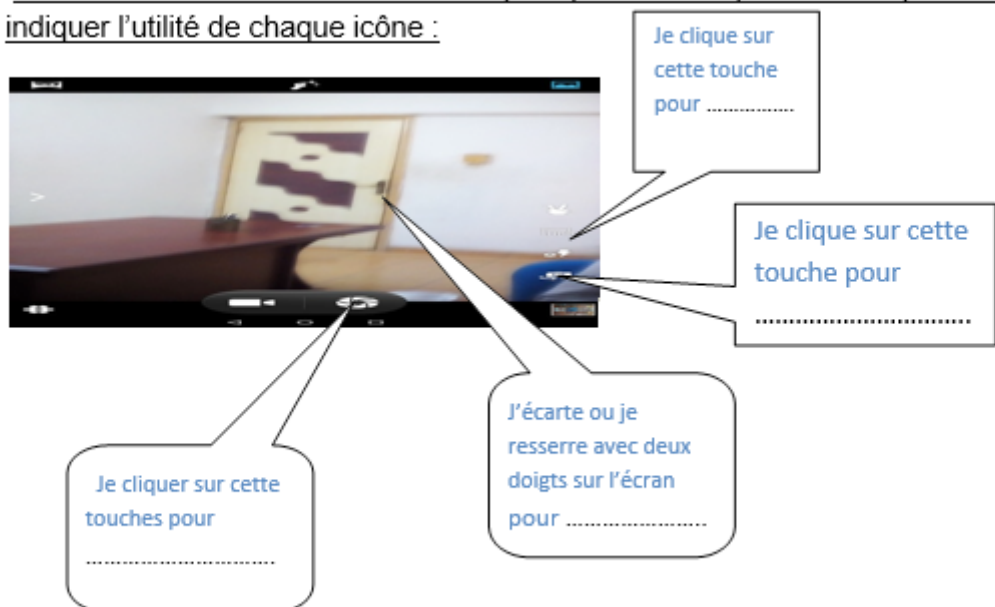 indiquer l'utilité de chaque icône :
Je clique sur
cette touche
pour ................
Je clique sur cette
touche pour
................................
J'écarte ou je
resserre avec deux
doigts sur l'écran
pour ........................
Je cliquer sur cette
touches pour
................................